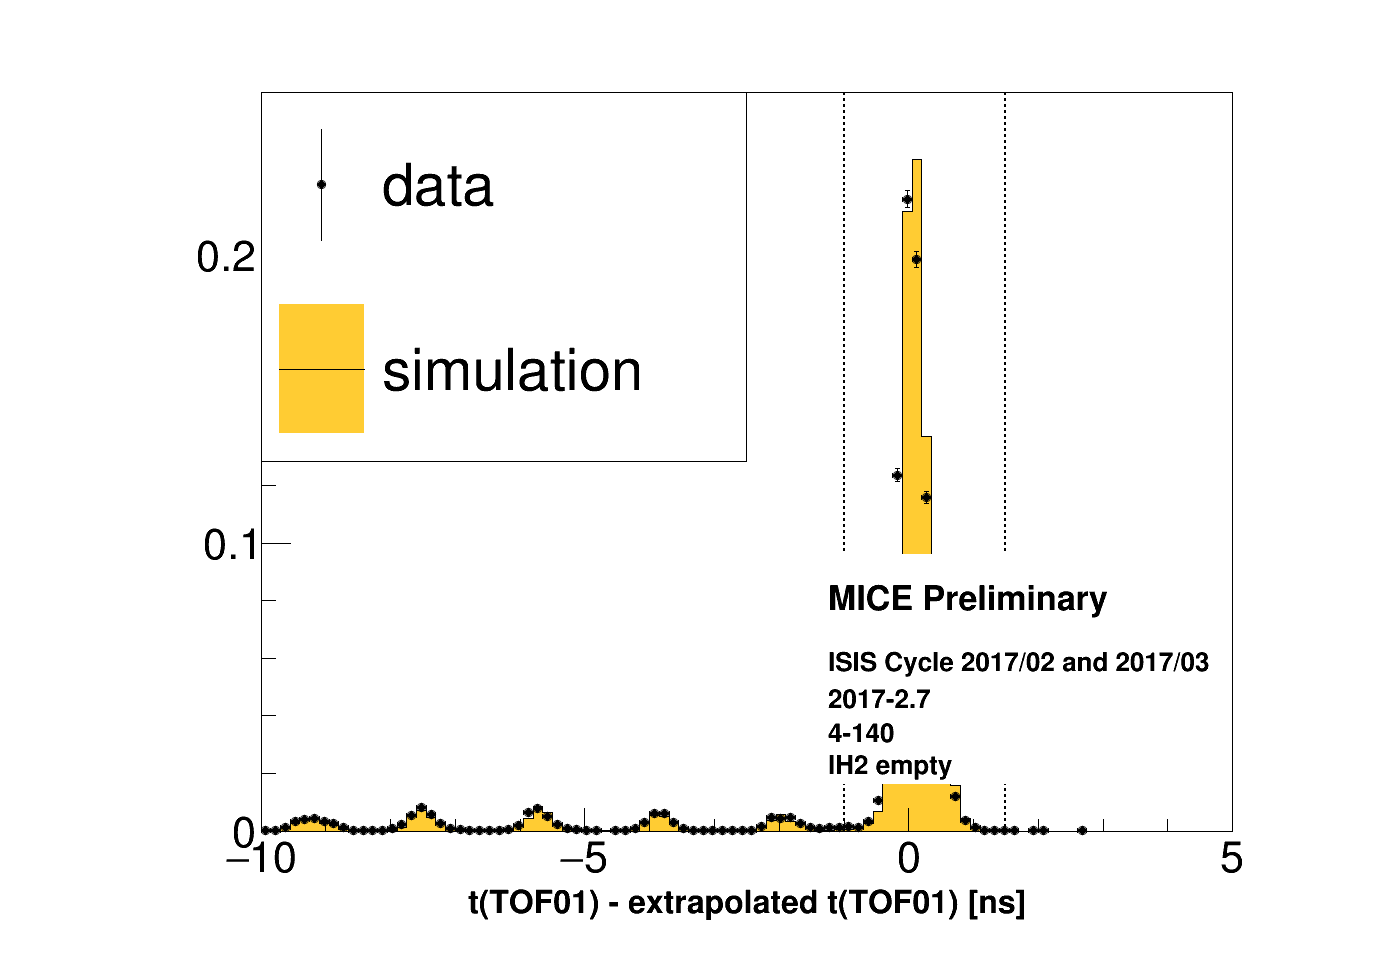 data
0.2
simulation
0.1
MICE Preliminary
ISIS Cycle 2017/02 and 2017/03
2017-2.7
4-140
IH2 empty
0
−10 −5 0 5
t(TOF01) - extrapolated t(TOF01) [ns]